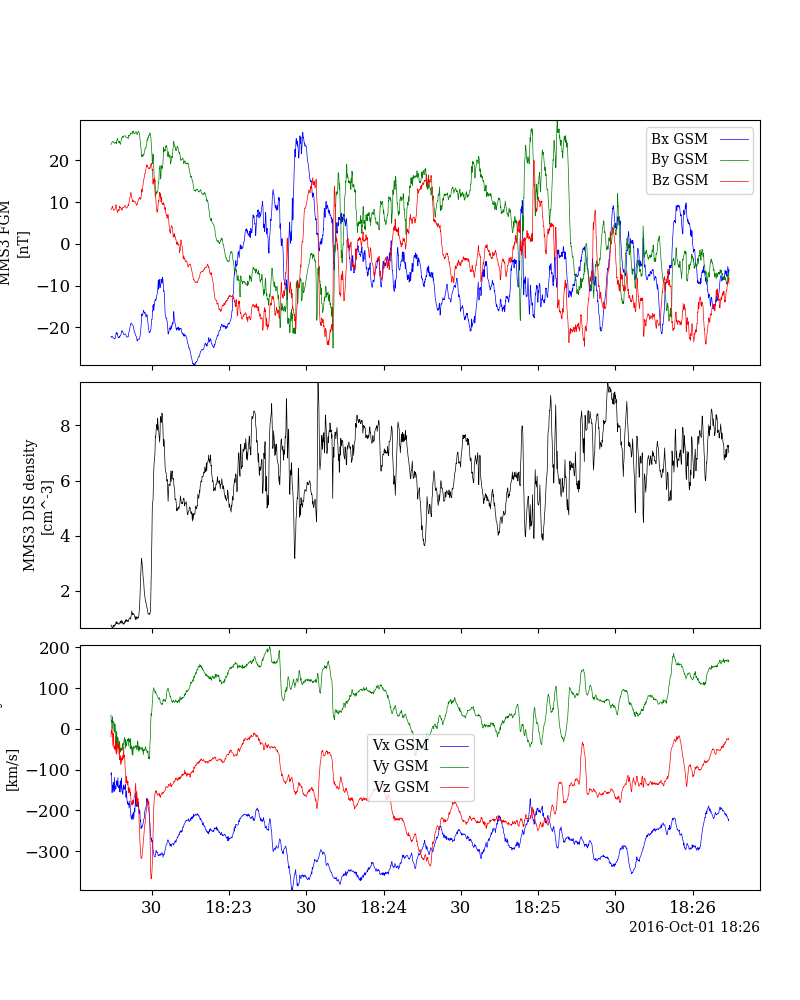 MMS3 FGM
[nT]
20
10
0
−10
−20
Bx GSM
By GSM
Bz GSM
MMS3 DIS density
[cm^-3]
8
6
4
2
[km/s]
200
100
0
−100
−200
−300
Vx GSM
Vy GSM
Vz GSM
30 18:23 30 18:24 30 18:25 30 18:26
2016-Oct-01 18:26